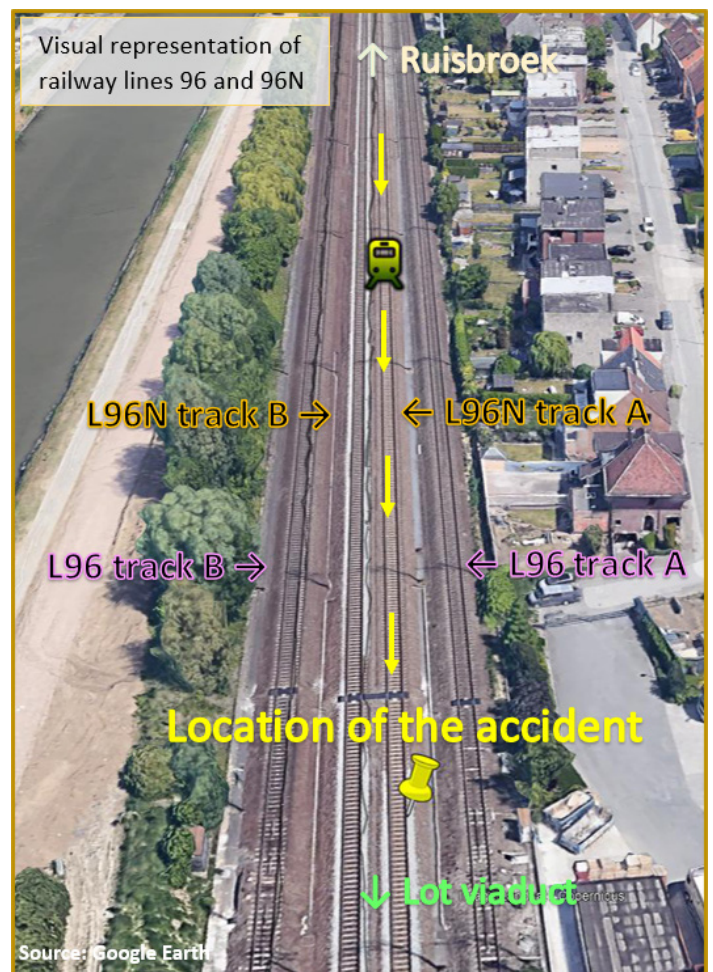 Visual representation of
railway lines 96 and 96N
↑ Ruisbroek
L96N track B →
← L96N track A
L96 track B →
← L96 track A
Location of the accident
↓ Lot viaduct
Source: Google Earth